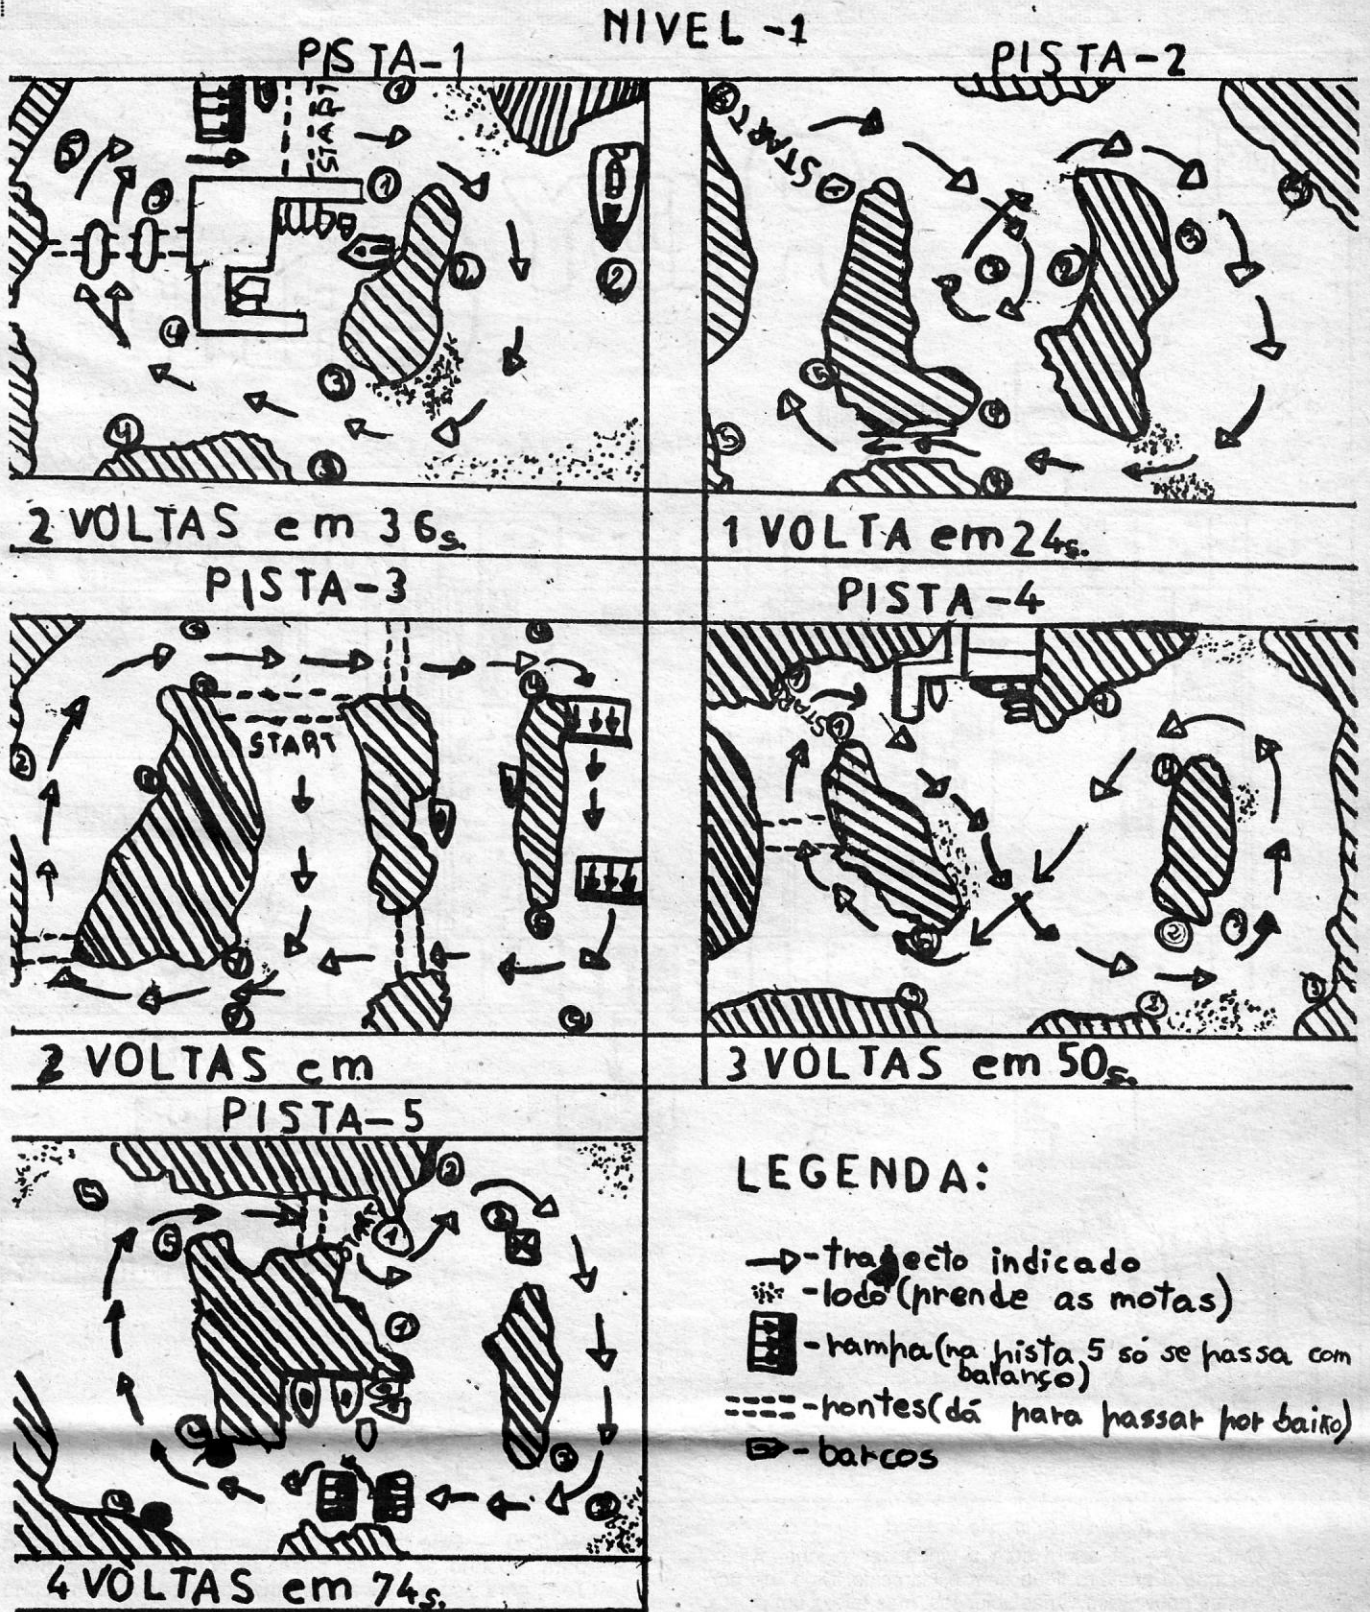 NIVEL -1
PISTA-1
START
2 VOLTAS em 36s.
PISTA-2
START
1 VOLTA em 24s.
PISTA-3
START
2 VOLTAS em
PISTA-4
START
3 VOLTAS em 50s.
PISTA-5
4 VOLTAS em 74s.
LEGENDA:
- trajecto indicado
- lodo (prende as motas)
- rampa (na pista 5 só se passa com balanço)
- pontes (dá para passar por baixo)
- barcos